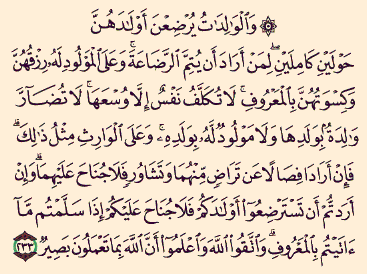 ۞ وَٱلْوَٰلِدَٰتُ يُرْضِعْنَ أَوْلَٰدَهُنَّ
حَوْلَيْنِ كَامِلَيْنِ ۖ لِمَنْ أَرَادَ أَن يُتِمَّ ٱلرَّضَاعَةَ ۚ وَعَلَى ٱلْمَوْلُودِ لَهُۥ رِزْقُهُنَّ
وَكِسْوَتُهُنَّ بِٱلْمَعْرُوفِ ۚ لَا تُكَلَّفُ نَفْسٌ إِلَّا وُسْعَهَا ۚ لَا تُضَآرَّ
وَٰلِدَةٌۢ بِوَلَدِهَا وَلَا مَوْلُودٌ لَّهُۥ بِوَلَدِهِۦ ۚ وَعَلَى ٱلْوَارِثِ مِثْلُ ذَٰلِكَ ۗ
فَإِنْ أَرَادَا فِصَالًا عَن تَرَاضٍ مِّنْهُمَا وَتَشَاوُرٍ فَلَا جُنَاحَ عَلَيْهِمَا ۗ وَإِنْ
أَرَدتُّمْ أَن تَسْتَرْضِعُوٓا۟ أَوْلَٰدَكُمْ فَلَا جُنَاحَ عَلَيْكُمْ إِذَا سَلَّمْتُم مَّآ
ءَاتَيْتُم بِٱلْمَعْرُوفِ ۗ وَٱتَّقُوا۟ ٱللَّهَ وَٱعْلَمُوٓا۟ أَنَّ ٱللَّهَ بِمَا تَعْمَلُونَ بَصِيرٌ ٢٣٣